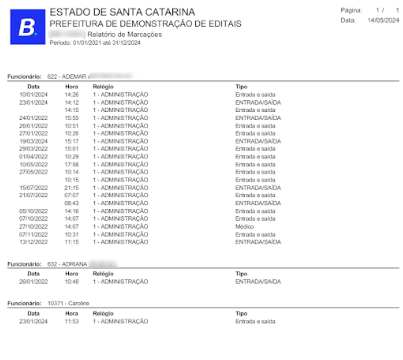 B.
ESTADO DE SANTA CATARINA
PREFEITURA DE DEMONSTRAÇÃO DE EDITAIS
Relatório de Marcações
Período: 01/01/2021 até 31/12/2024
Página: 1 / 1
Data: 14/05/2024
Funcionário: 622 - ADEMAR
Data Hora Relógio Tipo
10/01/2024 14:26 1 - ADMINISTRAÇÃO Entrada e saída
23/01/2024 14:12 1 - ADMINISTRAÇÃO ENTRADA/SAÍDA
14:15 1 - ADMINISTRAÇÃO Entrada e saída
24/01/2022 15:55 1 - ADMINISTRAÇÃO ENTRADA/SAÍDA
26/01/2022 10:51 1 - ADMINISTRAÇÃO Entrada e saída
27/01/2022 10:26 1 - ADMINISTRAÇÃO Entrada e saída
19/03/2024 15:17 1 - ADMINISTRAÇÃO ENTRADA/SAÍDA
29/03/2022 15:01 1 - ADMINISTRAÇÃO Entrada e saída
01/04/2022 10:29 1 - ADMINISTRAÇÃO Entrada e saída
10/05/2022 17:58 1 - ADMINISTRAÇÃO Entrada e saída
27/05/2022 10:14 1 - ADMINISTRAÇÃO Entrada e saída
10:15 1 - ADMINISTRAÇÃO Entrada e saída
15/07/2022 21:15 1 - ADMINISTRAÇÃO ENTRADA/SAÍDA
21/07/2022 07:57 1 - ADMINISTRAÇÃO Entrada e saída
08:43 1 - ADMINISTRAÇÃO ENTRADA/SAÍDA
05/10/2022 14:16 1 - ADMINISTRAÇÃO Entrada e saída
07/10/2022 14:07 1 - ADMINISTRAÇÃO Entrada e saída
27/10/2022 14:07 1 - ADMINISTRAÇÃO Médico
07/11/2022 10:31 1 - ADMINISTRAÇÃO Entrada e saída
13/12/2022 11:15 1 - ADMINISTRAÇÃO ENTRADA/SAÍDA
Funcionário: 632 - ADRIANA
Data Hora Relógio Tipo
26/01/2022 10:48 1 - ADMINISTRAÇÃO ENTRADA/SAÍDA
Funcionário: 10371 - Caroline
Data Hora Relógio Tipo
23/01/2024 11:53 1 - ADMINISTRAÇÃO Entrada e saída